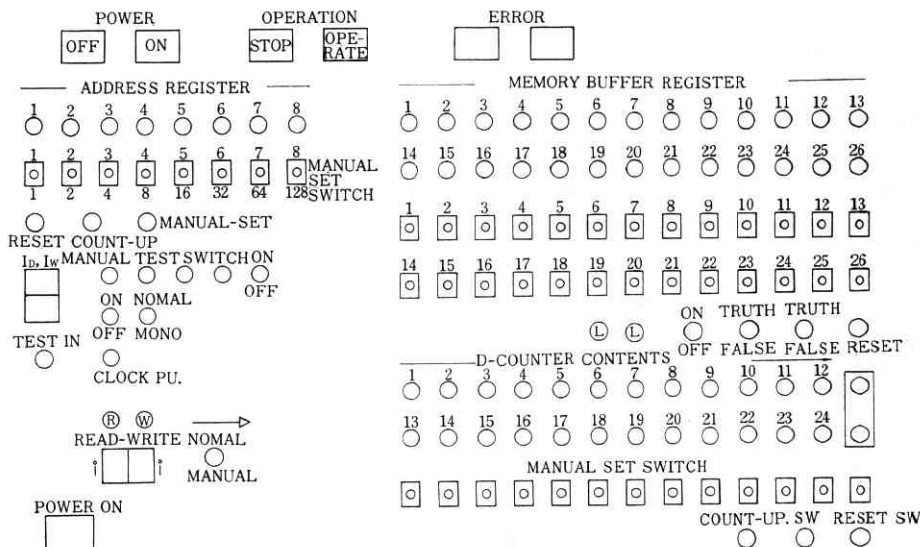 POWER OPERATION ERROR
OFF ON STOP OPE-
RATE
ADDRESS REGISTER
1 2 3 4 5 6 7 8
1 2 3 4 5 6 7 8
MANUAL
SET
SWITCH
1 2 4 8 16 32 64 128
MANUAL-SET
RESET COUNT-UP
ID, IW
MANUAL TEST SWITCH ON
OFF
ON NOMAL
OFF MONO
TEST IN
CLOCK PU.
R W
READ-WRITE NOMAL
MANUAL
i i
POWER ON
MEMORY BUFFER REGISTER
1 2 3 4 5 6 7 8 9 10 11 12 13
14 15 16 17 18 19 20 21 22 23 24 25 26
1 2 3 4 5 6 7 8 9 10 11 12 13
14 15 16 17 18 19 20 21 22 23 24 25 26
L L
ON TRUTH TRUTH
OFF FALSE FALSE RESET
D-COUNTER CONTENTS
1 2 3 4 5 6 7 8 9 10 11 12
13 14 15 16 17 18 19 20 21 22 23 24
MANUAL SET SWITCH
COUNT-UP. SW RESET SW